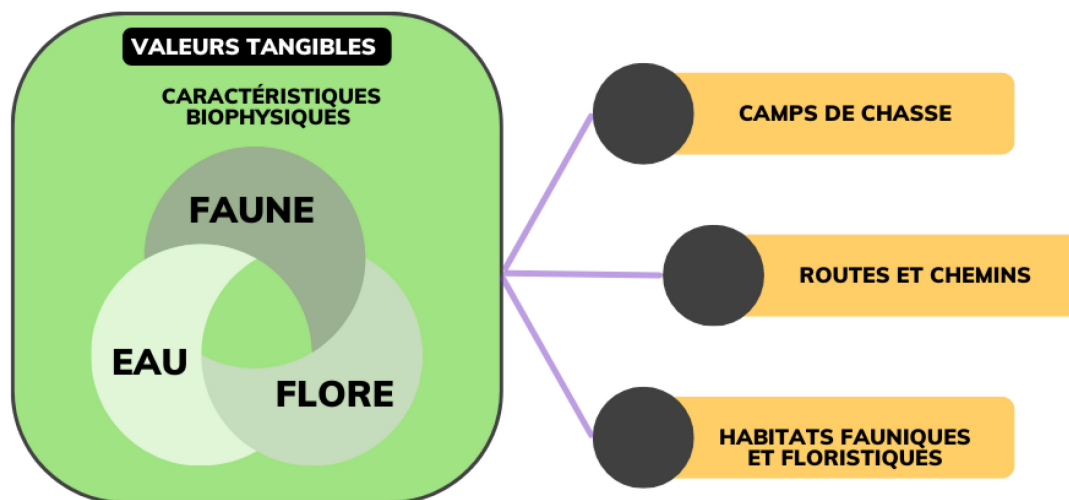 VALEURS TANGIBLES
CARACTÉRISTIQUES
BIOPHYSIQUES
FAUNE
EAU
FLORE
CAMPS DE CHASSE
ROUTES ET CHEMINS
HABITATS FAUNIQUES
ET FLORISTIQUES